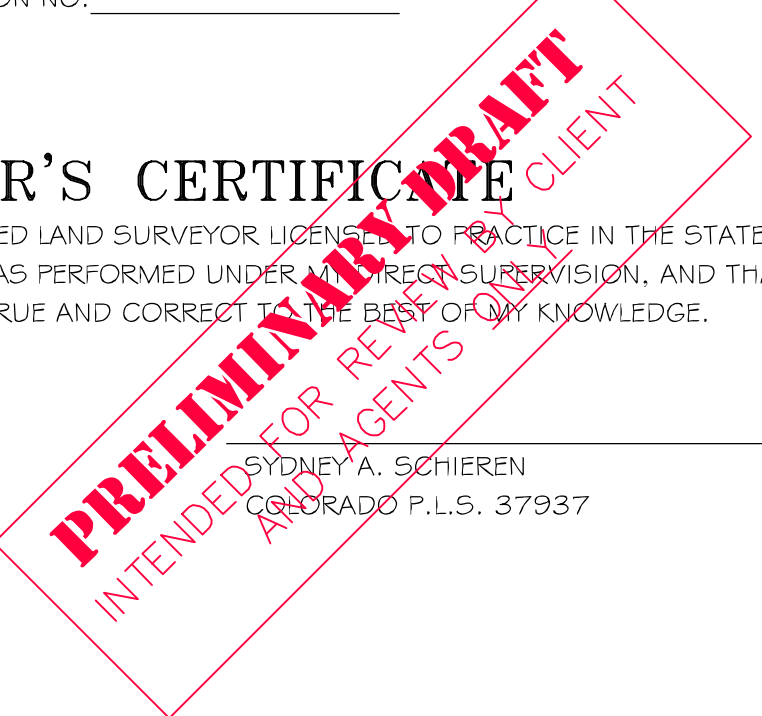 ON NO.
R'S CERTIFICATE
ED LAND SURVEYOR LICENSED TO PRACTICE IN THE STATE
AS PERFORMED UNDER MY DIRECT SUPERVISION, AND THA
RUE AND CORRECT TO THE BEST OF MY KNOWLEDGE.
SYDNEY A. SCHIEREN
COLORADO P.L.S. 37937
PRELIMINARY DRAFT
INTENDED FOR REVIEW BY CLIENT
AND AGENTS ONLY